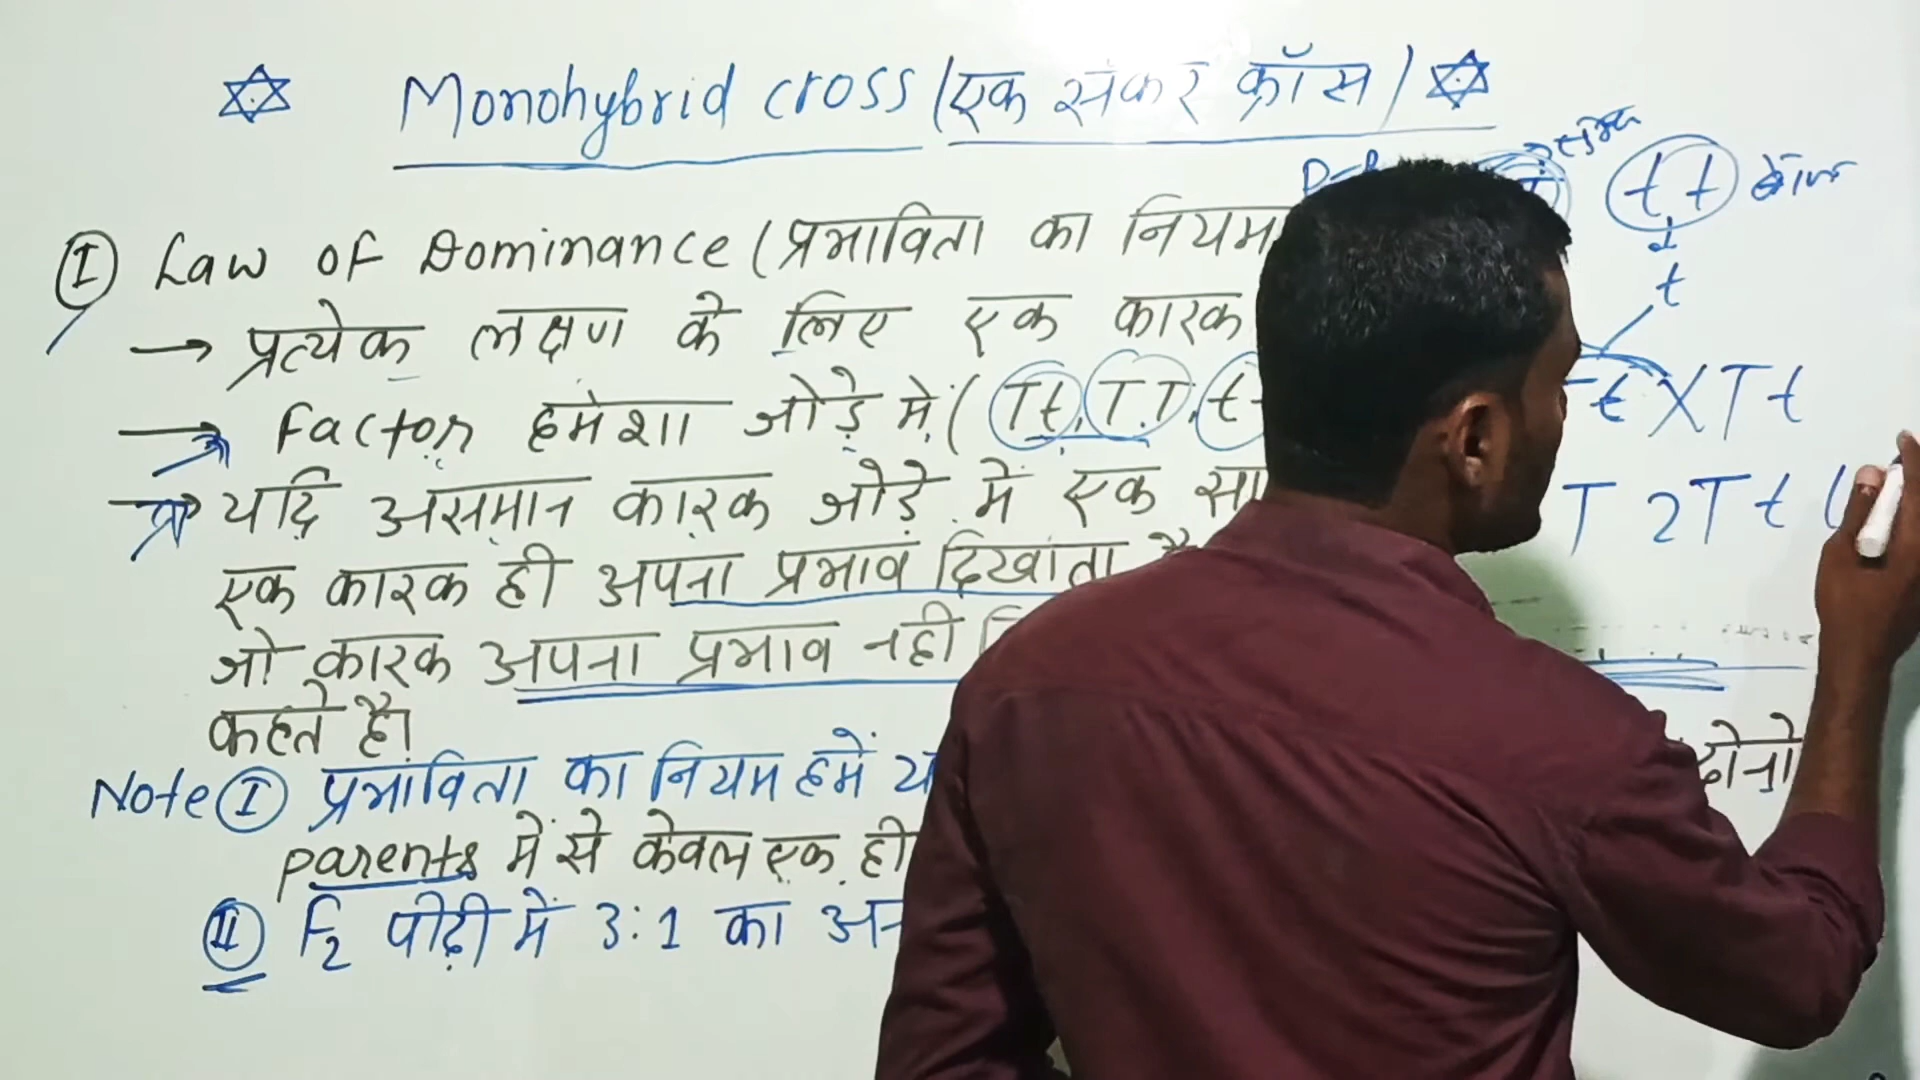 Monohybrid cross (एक संकर क्रॉस)
t t बौना
t
I Law of Dominance (प्रभाविता का नियम
→ प्रत्येक लक्षण के लिए एक कारक
→ Factor हमेशा जोड़े में (Tt, TT, t
t X T t
→ यदि असमान कारक जोड़े में एक सा
T 2T t (
एक कारक ही अपना प्रभाव दिखाता है
जो कारक अपना प्रभाव नही
कहते है।
Note I प्रभाविता का नियम हमें य
दोनो
parents में से केवल एक ही
II F2 पीढ़ी में 3:1 का अन